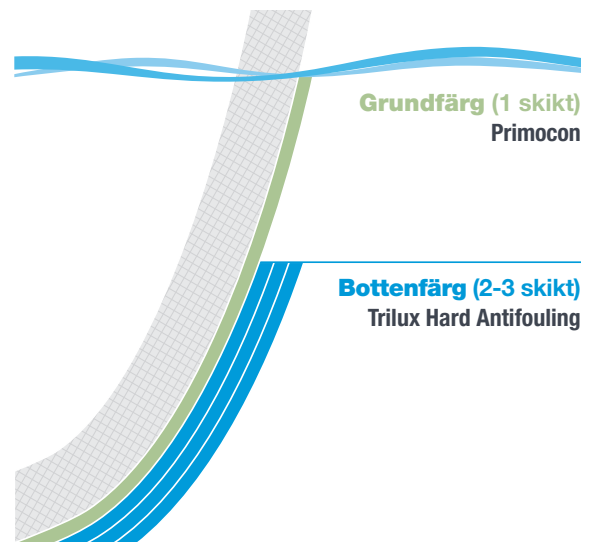 Grundfärg (1 skikt)
Primocon
Bottenfärg (2-3 skikt)
Trilux Hard Antifouling